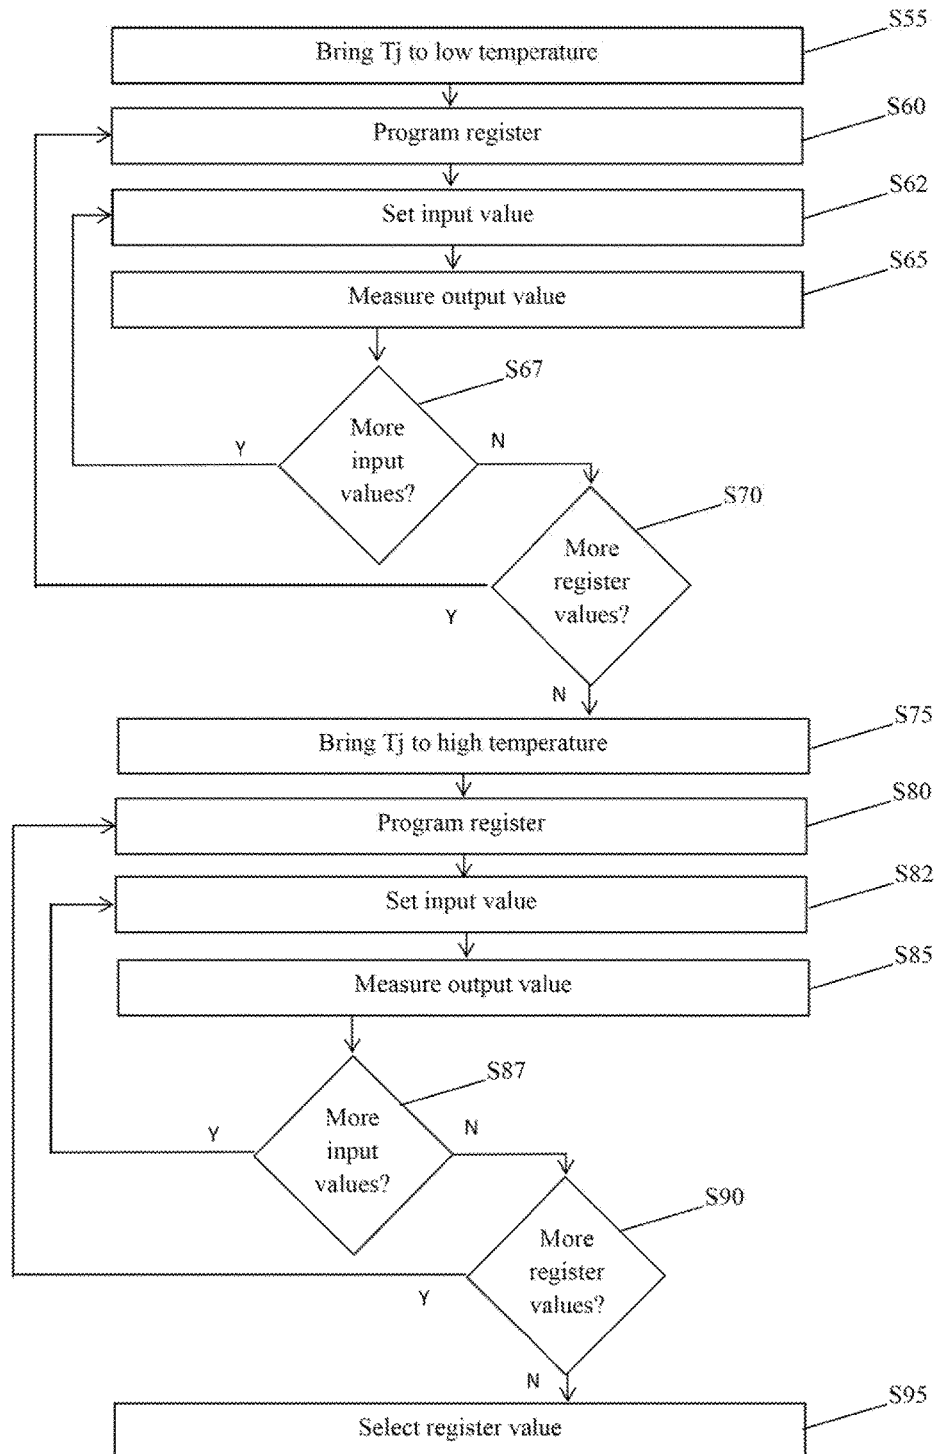 S55
Bring Tj to low temperature
S60
Program register
S62
Set input value
S65
Measure output value
S67
More
input
values?
Y
N
S70
More
register
values?
Y
N
S75
Bring Tj to high temperature
S80
Program register
S82
Set input value
S85
Measure output value
S87
More
input
values?
Y
N
S90
More
register
values?
Y
N
S95
Select register value